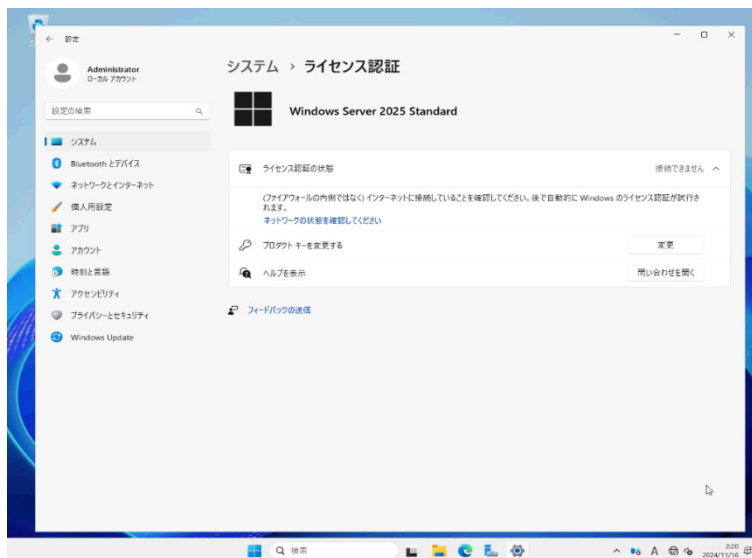 設定
Administrator
ローカル アカウント
設定の検索
システム
Bluetooth とデバイス
ネットワークとインターネット
個人用設定
アプリ
アカウント
時刻と言語
アクセシビリティ
プライバシーとセキュリティ
Windows Update
システム › ライセンス認証
Windows Server 2025 Standard
ライセンス認証の状態
接続できません
(ファイアウォールの内側ではなく) インターネットに接続していることを確認してください。後で自動的に Windows のライセンス認証が試行さ
れます。
ネットワークの状態を確認してください
プロダクト キーを変更する
変更
ヘルプを表示
問い合わせを開く
フィードバックの送信
検索
A
2:20
2024/11/16